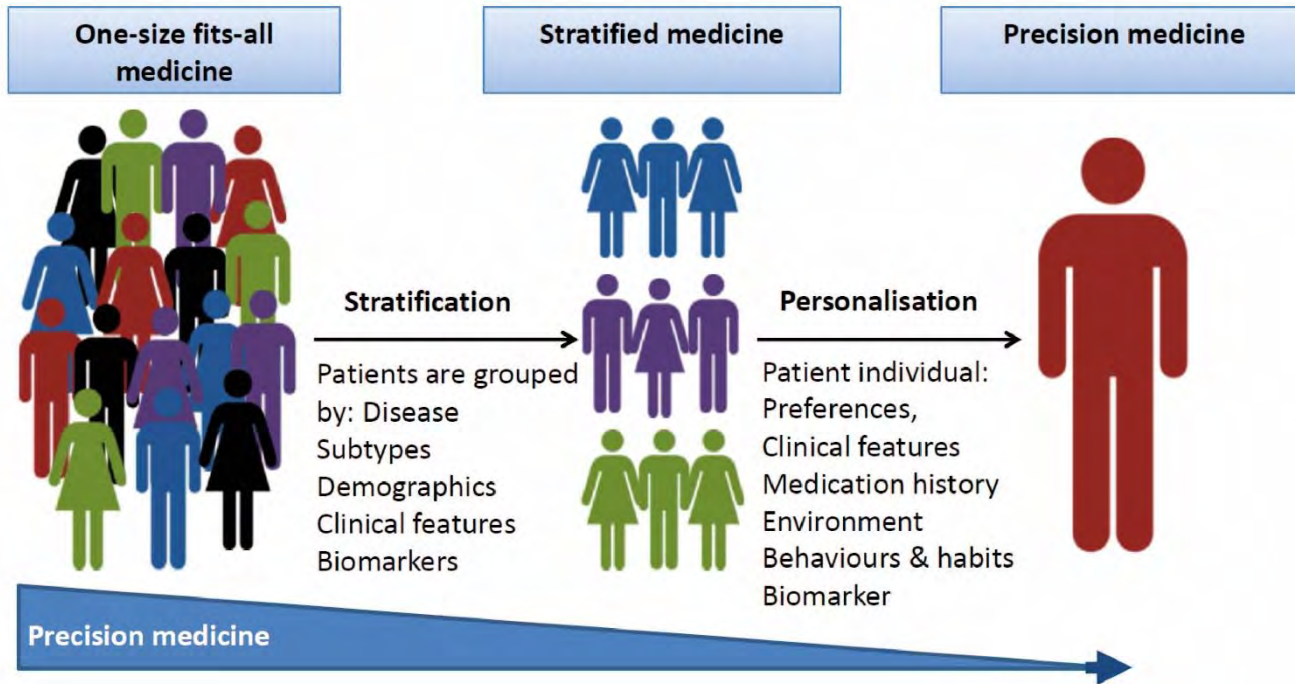 One-size fits-all
medicine
Stratified medicine
Precision medicine
Stratification
Patients are grouped
by: Disease
Subtypes
Demographics
Clinical features
Biomarkers
Personalisation
Patient individual:
Preferences,
Clinical features
Medication history
Environment
Behaviours & habits
Biomarker
Precision medicine